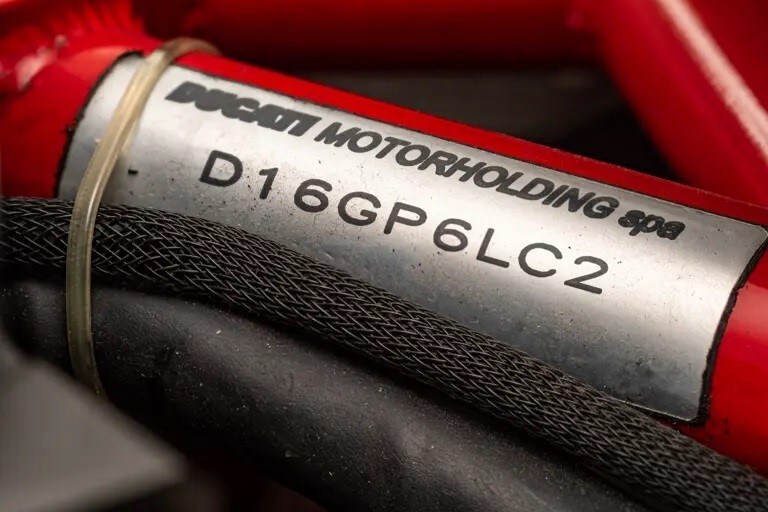 DUCATI MOTORHOLDING spa
D16GP6LC2